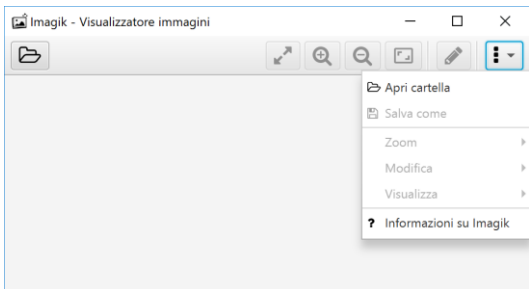 Imagik - Visualizzatore immagini
Apri cartella
Salva come
Zoom
Modifica
Visualizza
? Informazioni su Imagik